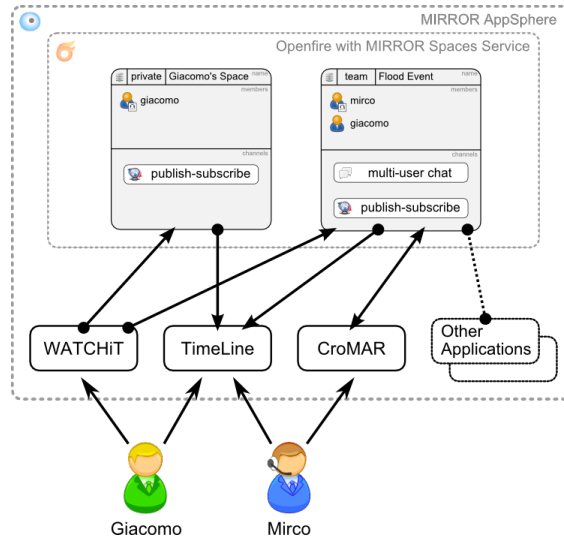 MIRROR AppSphere
Openfire with MIRROR Spaces Service
private Giacomo's Space name
members
giacomo
channels
publish-subscribe
team Flood Event name
members
mirco
giacomo
channels
multi-user chat
publish-subscribe
WATCHiT
TimeLine
CroMAR
Other
Applications
Giacomo
Mirco